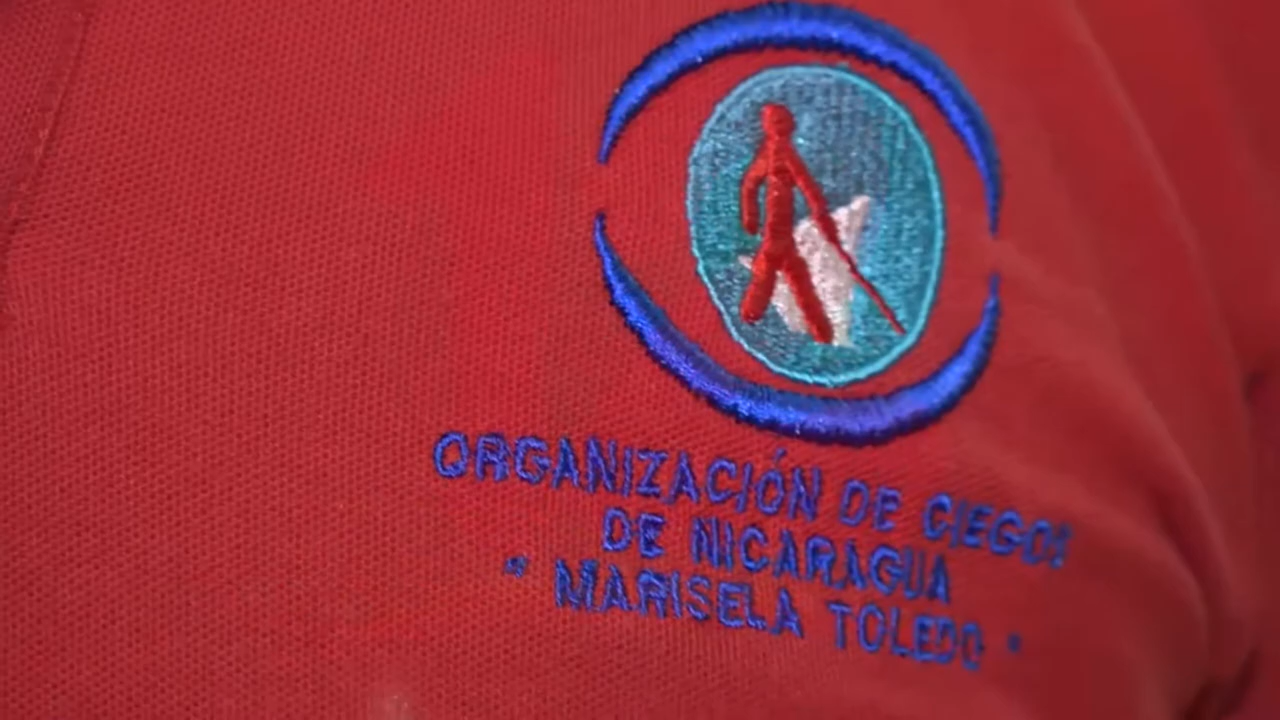 ORGANIZACIÓN DE CIEGOS
DE NICARAGUA
"MARISELA TOLEDO"